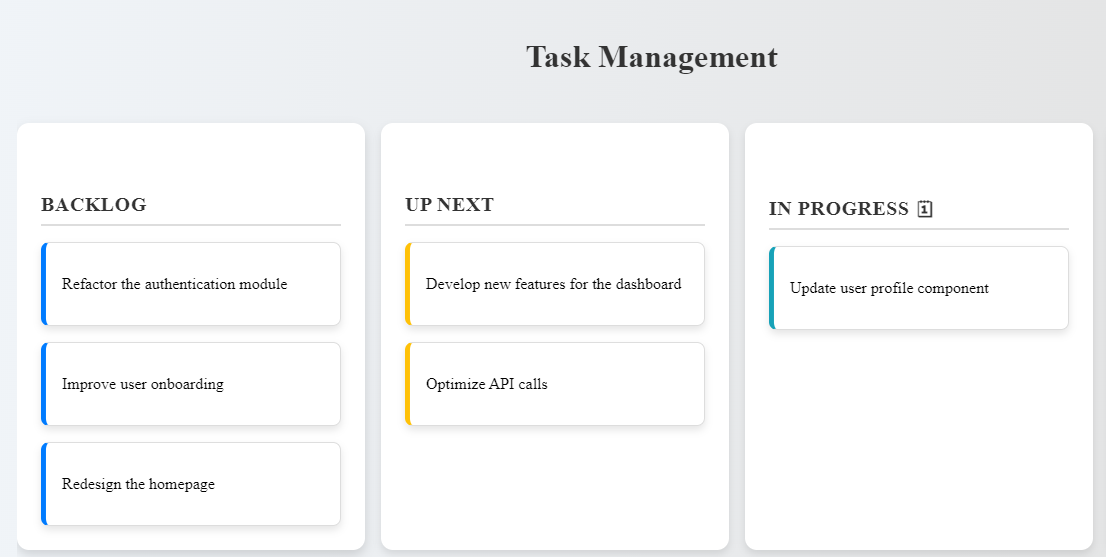 Task Management
BACKLOG
Refactor the authentication module
Improve user onboarding
Redesign the homepage
UP NEXT
Develop new features for the dashboard
Optimize API calls
IN PROGRESS 🗓
Update user profile component